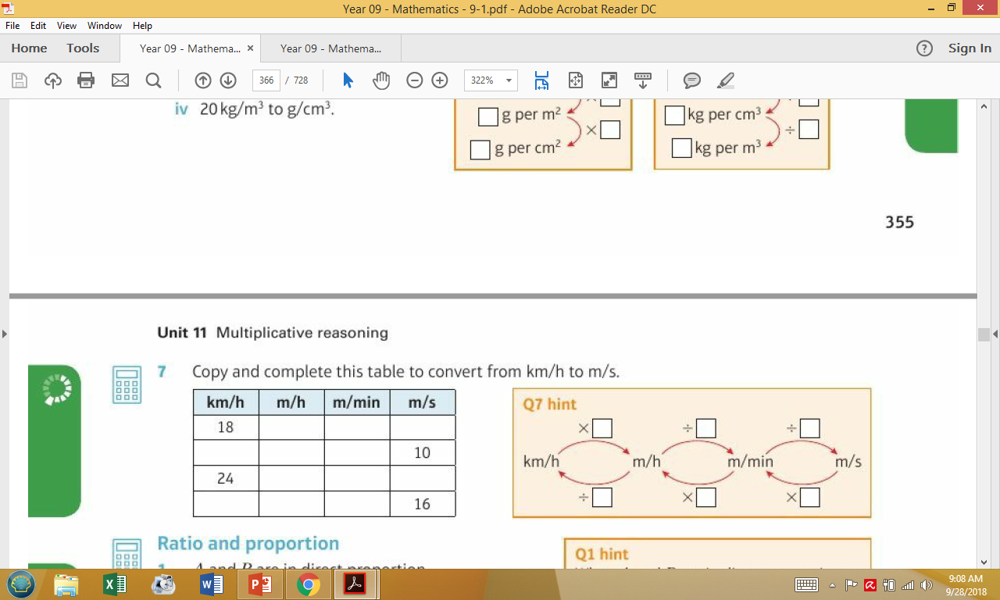 Year 09 - Mathematics - 9-1.pdf - Adobe Acrobat Reader DC
File Edit View Window Help
Home Tools Year 09 - Mathema... × Year 09 - Mathema... ? Sign In
366 / 728 322%
iv 20 kg/m³ to g/cm³.
g per m² ×
g per cm²
kg per cm³ ÷
kg per m³
355
Unit 11 Multiplicative reasoning
7 Copy and complete this table to convert from km/h to m/s.
km/h m/h m/min m/s
18
10
24
16
Q7 hint
× ÷ ÷
km/h m/h m/min m/s
÷ × ×
Ratio and proportion
1 A and B are in direct proportion
Q1 hint
9:08 AM
9/28/2018